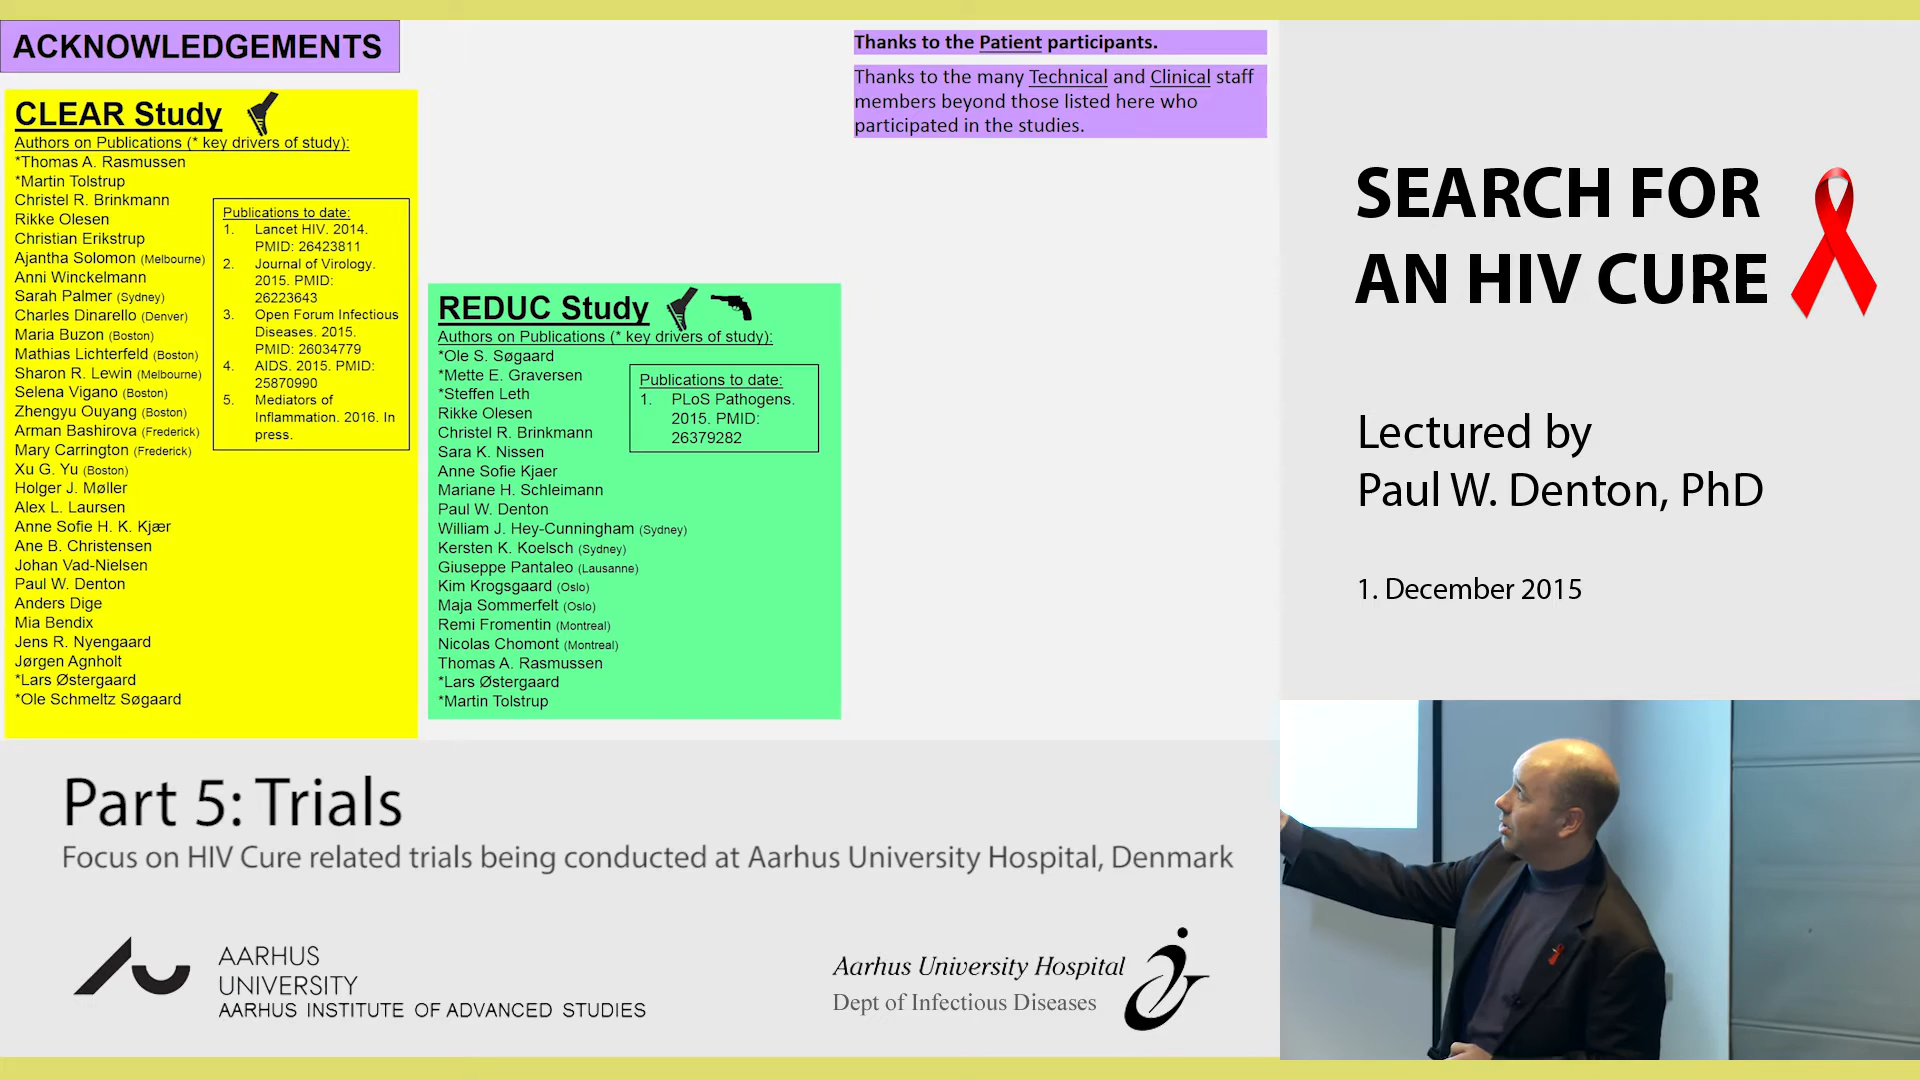 ACKNOWLEDGEMENTS
CLEAR Study
Authors on Publications (* key drivers of study):
*Thomas A. Rasmussen
*Martin Tolstrup
Christel R. Brinkmann
Rikke Olesen
Christian Erikstrup
Ajantha Solomon (Melbourne)
Anni Winckelmann
Sarah Palmer (Sydney)
Charles Dinarello (Denver)
Maria Buzon (Boston)
Mathias Lichterfeld (Boston)
Sharon R. Lewin (Melbourne)
Selena Vigano (Boston)
Zhengyu Ouyang (Boston)
Arman Bashirova (Frederick)
Mary Carrington (Frederick)
Xu G. Yu (Boston)
Holger J. Møller
Alex L. Laursen
Anne Sofie H. K. Kjær
Ane B. Christensen
Johan Vad-Nielsen
Paul W. Denton
Anders Dige
Mia Bendix
Jens R. Nyengaard
Jørgen Agnholt
*Lars Østergaard
*Ole Schmeltz Søgaard
Publications to date:
1. Lancet HIV. 2014.
PMID: 26423811
2. Journal of Virology.
2015. PMID:
26223643
3. Open Forum Infectious
Diseases. 2015.
PMID: 26034779
4. AIDS. 2015. PMID:
25870990
5. Mediators of
Inflammation. 2016. In
press.
REDUC Study
Authors on Publications (* key drivers of study):
*Ole S. Søgaard
*Mette E. Graversen
*Steffen Leth
Rikke Olesen
Christel R. Brinkmann
Sara K. Nissen
Anne Sofie Kjaer
Mariane H. Schleimann
Paul W. Denton
William J. Hey-Cunningham (Sydney)
Kersten K. Koelsch (Sydney)
Giuseppe Pantaleo (Lausanne)
Kim Krogsgaard (Oslo)
Maja Sommerfelt (Oslo)
Remi Fromentin (Montreal)
Nicolas Chomont (Montreal)
Thomas A. Rasmussen
*Lars Østergaard
*Martin Tolstrup
Publications to date:
1. PLoS Pathogens.
2015. PMID:
26379282
Thanks to the Patient participants.
Thanks to the many Technical and Clinical staff
members beyond those listed here who
participated in the studies.
SEARCH FOR
AN HIV CURE
Lectured by
Paul W. Denton, PhD
1. December 2015
Part 5: Trials
Focus on HIV Cure related trials being conducted at Aarhus University Hospital, Denmark
AARHUS
UNIVERSITY
AARHUS INSTITUTE OF ADVANCED STUDIES
Aarhus University Hospital
Dept of Infectious Diseases